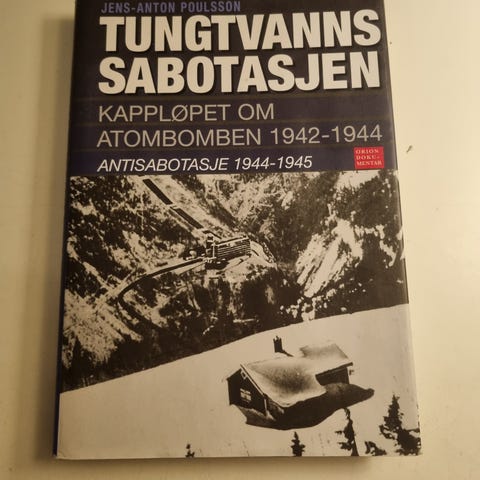 JENS-ANTON POULSSON
TUNGTVANNS
SABOTASJEN
KAPPLØPET OM
ATOMBOMBEN 1942-1944
ANTISABOTASJE 1944-1945
ORION
DOKU-
MENTAR